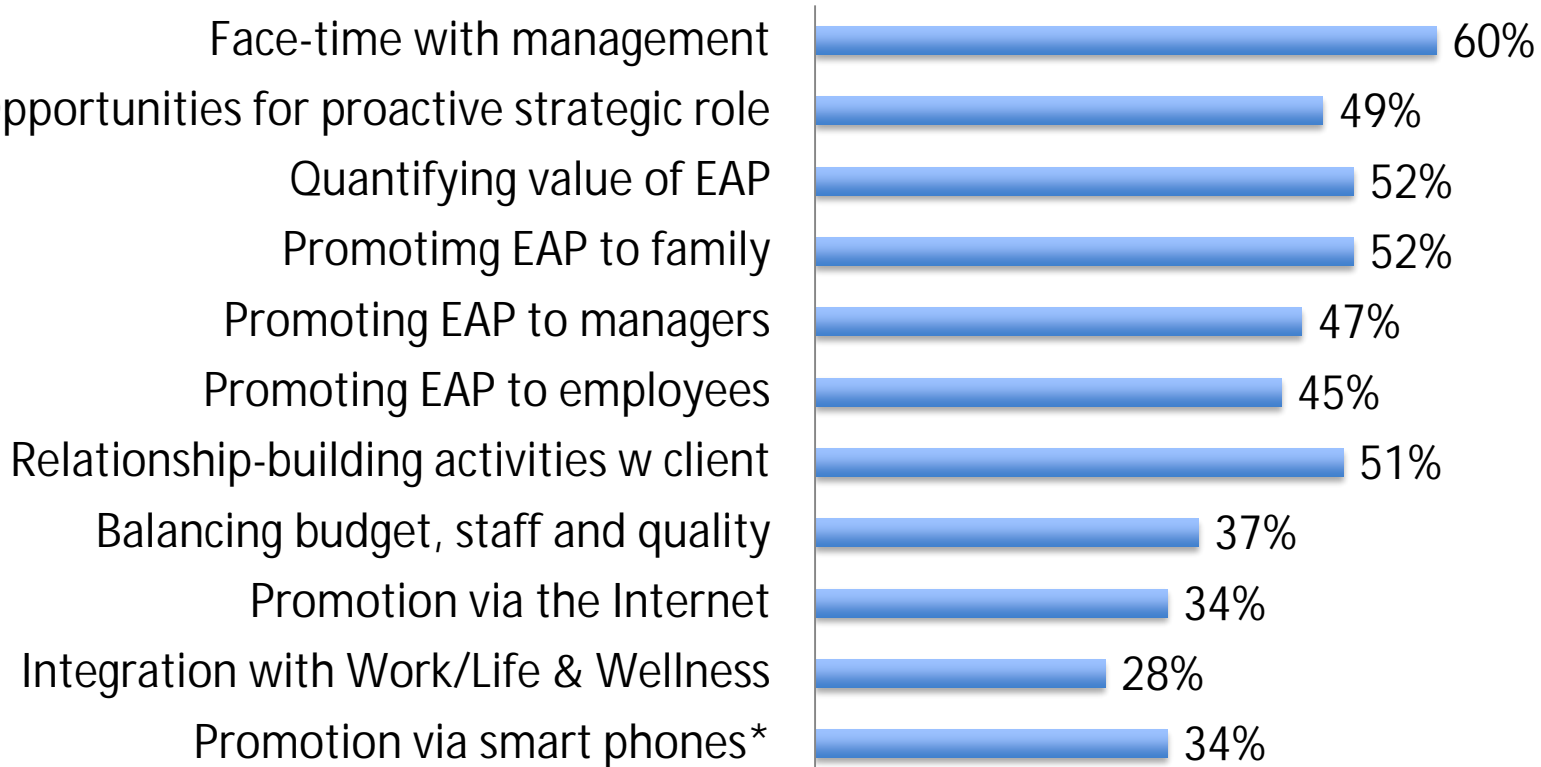 Face-time with management 60%
pportunities for proactive strategic role 49%
Quantifying value of EAP 52%
Promotimg EAP to family 52%
Promoting EAP to managers 47%
Promoting EAP to employees 45%
Relationship-building activities w client 51%
Balancing budget, staff and quality 37%
Promotion via the Internet 34%
Integration with Work/Life & Wellness 28%
Promotion via smart phones* 34%